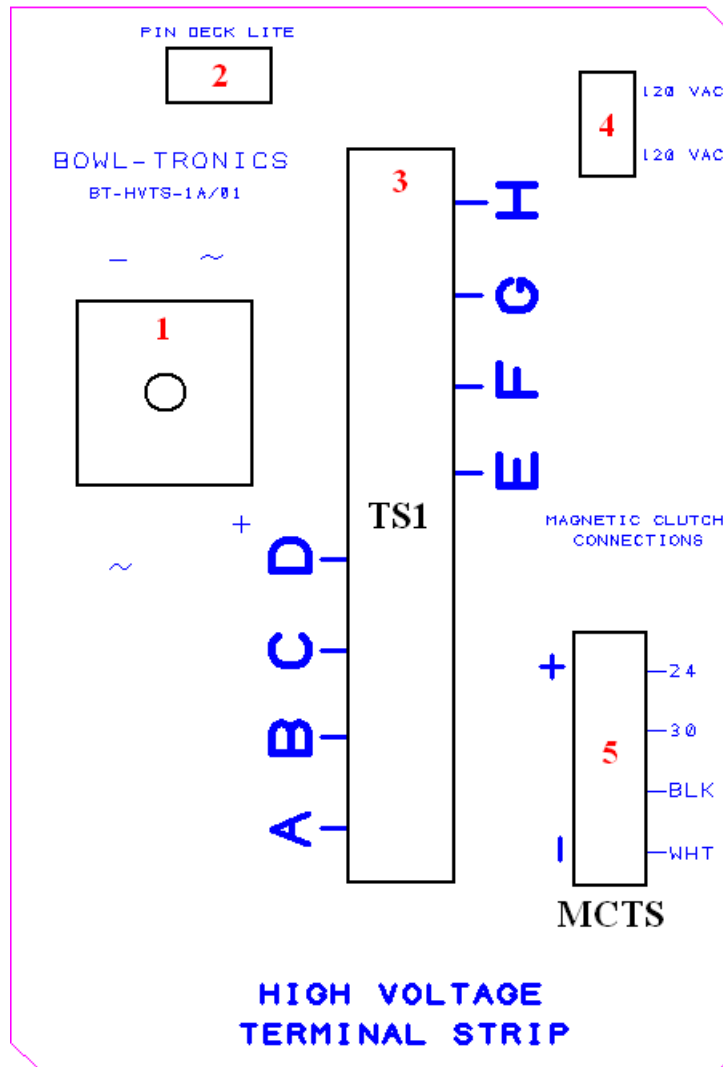 PIN DECK LITE
2
120 VAC
4
120 VAC
BOWL-TRONICS
BT-HVTS-1A/01
3
H
- ~
G
1
F
E
TS1
+
~
MAGNETIC CLUTCH
CONNECTIONS
D
C
B
A
+
24
30
5
BLK
-
WHT
MCTS
HIGH VOLTAGE
TERMINAL STRIP